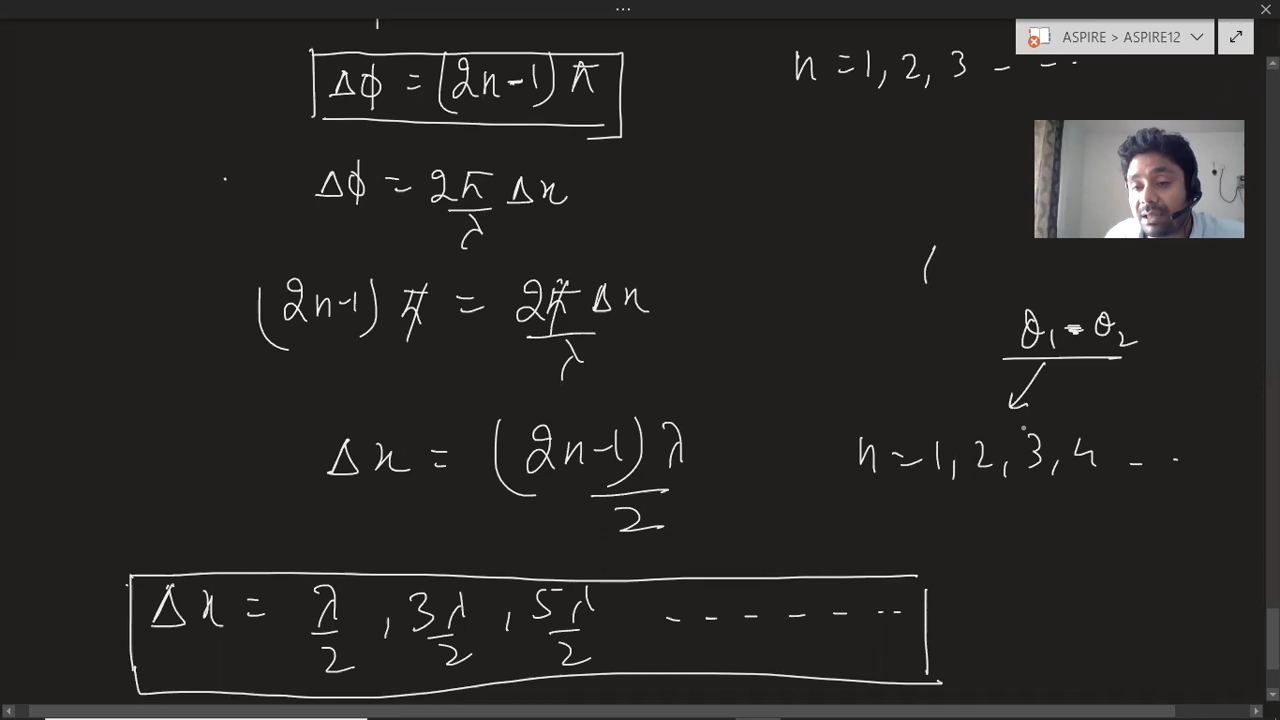 ASPIRE > ASPIRE12
Δφ = (2n-1) π
n = 1, 2, 3 - - - ·
Δφ = 2π/λ Δx
(2n-1) π = 2π/λ Δx
θ₁ = θ₂
Δx = (2n-1) λ/2
n = 1, 2, 3, 4 - - ·
Δx = λ/2 , 3λ/2 , 5λ/2 - - - - - - - -